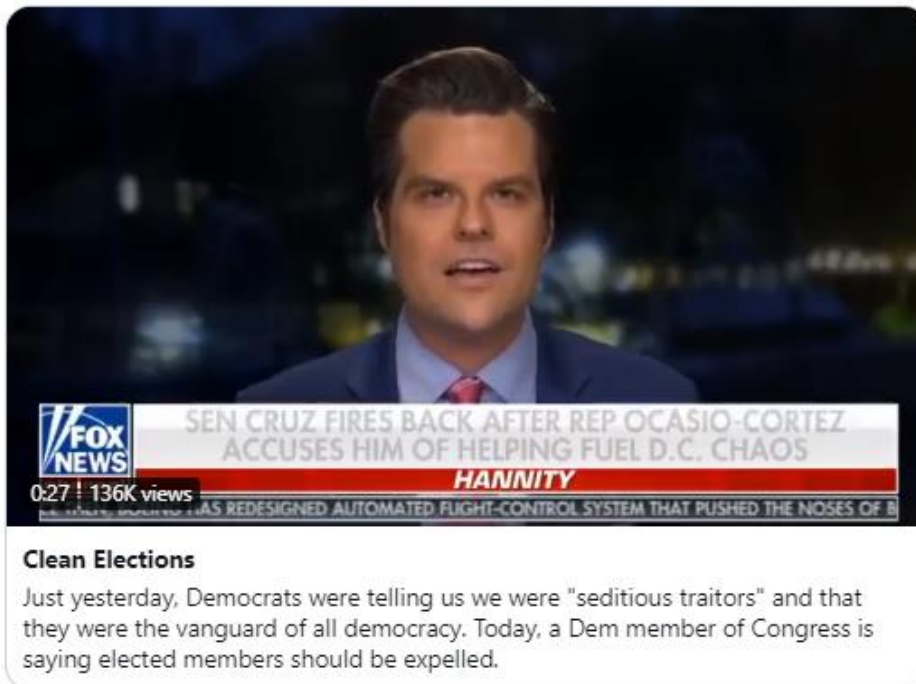 SEN CRUZ FIRES BACK AFTER REP OCASIO-CORTEZ
ACCUSES HIM OF HELPING FUEL D.C. CHAOS
FOX
NEWS
HANNITY
0:27 136K views
HAS REDESIGNED AUTOMATED FLIGHT-CONTROL SYSTEM THAT PUSHED THE NOSES OF B
Clean Elections
Just yesterday, Democrats were telling us we were "seditious traitors" and that
they were the vanguard of all democracy. Today, a Dem member of Congress is
saying elected members should be expelled.